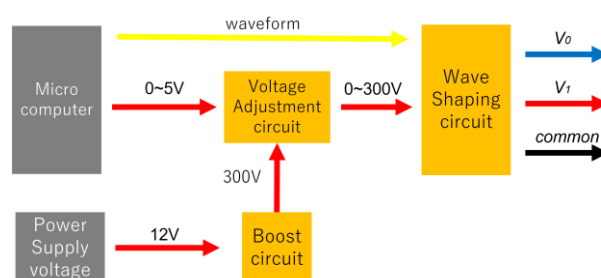 waveform
Micro
computer
0~5V
Voltage
Adjustment
circuit
0~300V
Wave
Shaping
circuit
V0
V1
common
300V
Power
Supply
voltage
12V
Boost
circuit